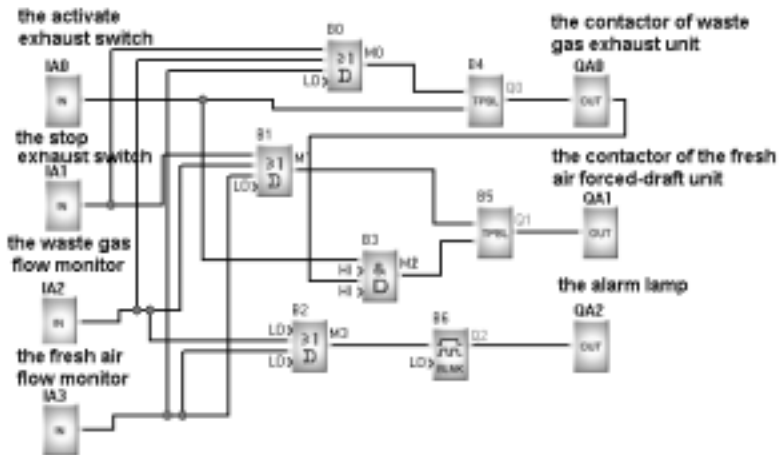 the activate
exhaust switch
IA0
IN
the stop
exhaust switch
IA1
IN
the waste gas
flow monitor
IA2
IN
the fresh air
flow monitor
IA3
IN
B0
≥1
D
LO
M0
B1
≥1
D
LO
M
B2
LO
≥1
D
LO
M3
B3
HI
&
D
HI
M2
B4
TPBL
Q0
B5
TPBL
Q1
B6
LO
BLNK
Q2
the contactor of waste
gas exhaust unit
QA0
OUT
the contactor of the fresh
air forced-draft unit
QA1
OUT
the alarm lamp
QA2
OUT